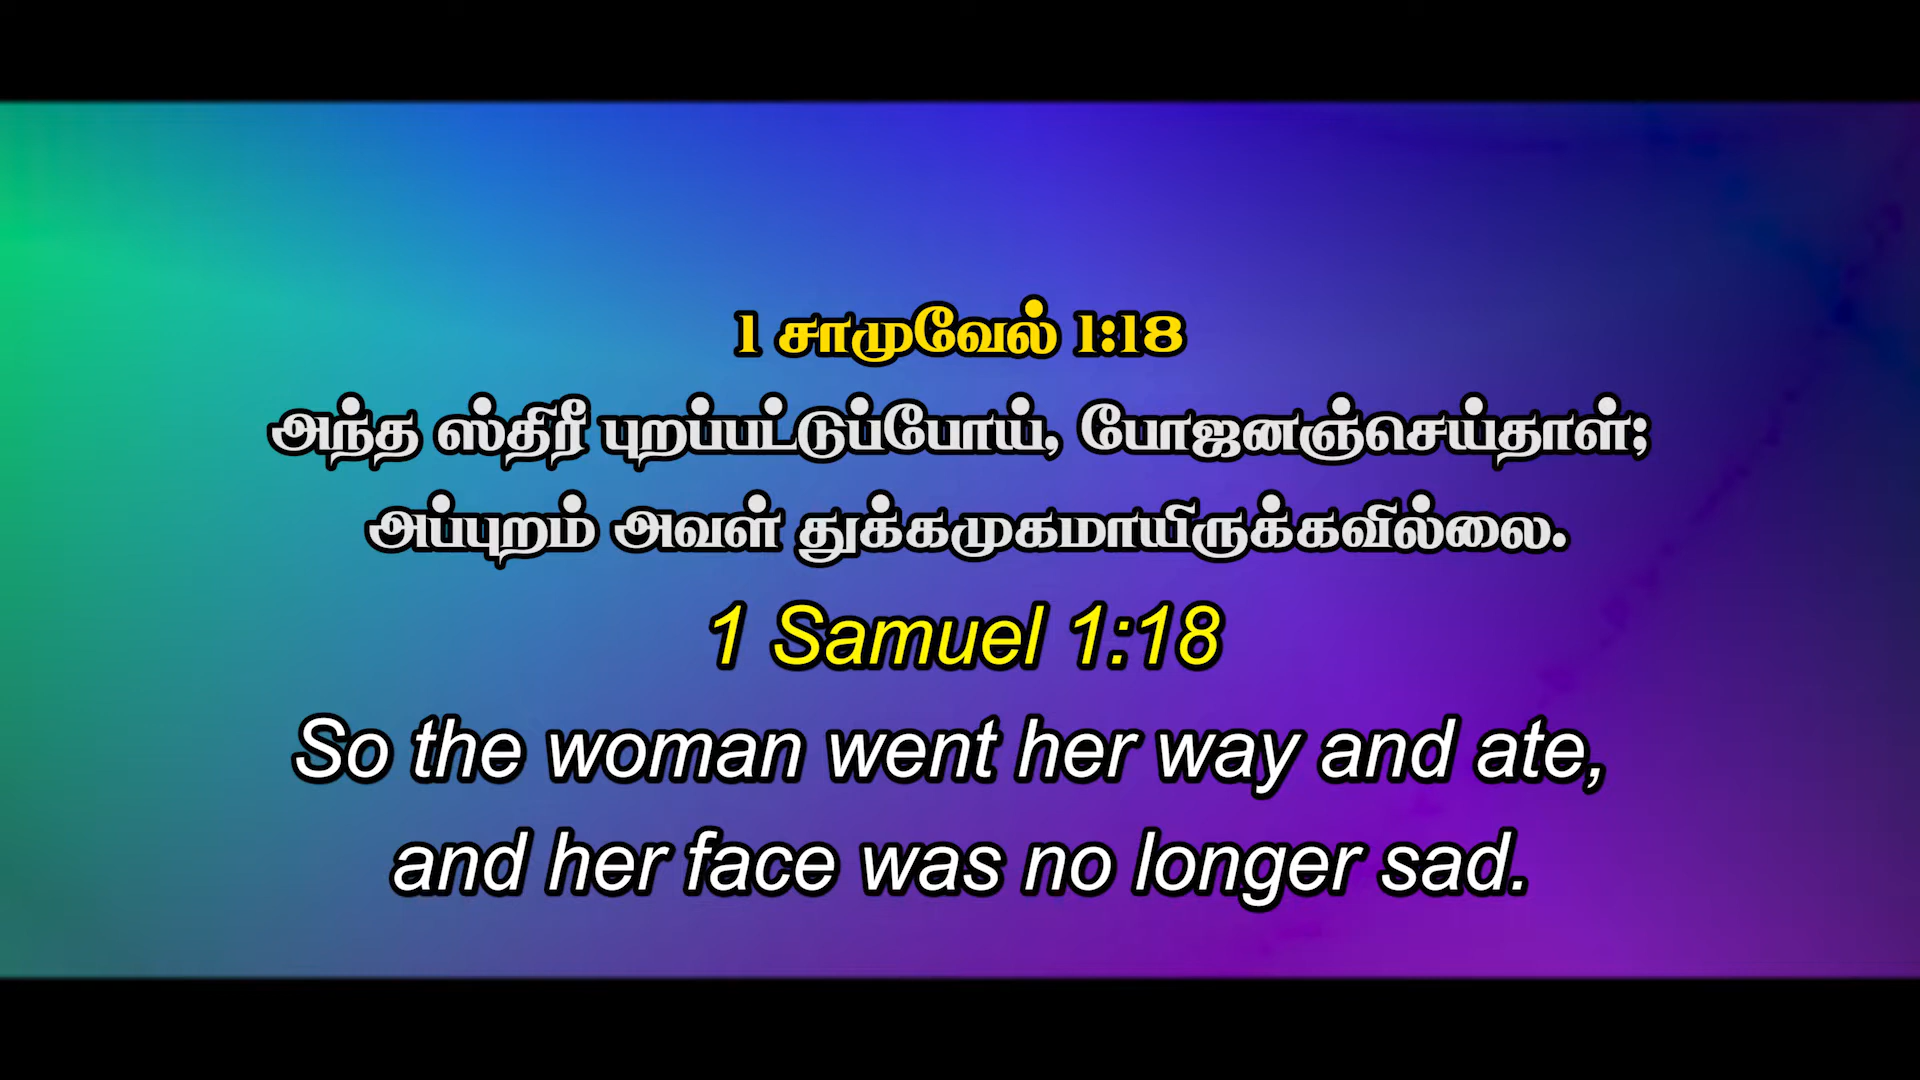 1 சாமுவேல் 1:18
அந்த ஸ்திரீ புறப்பட்டுப்போய், போஜனஞ்செய்தாள்;
அப்புறம் அவள் துக்கமுகமாயிருக்கவில்லை.
1 Samuel 1:18
So the woman went her way and ate,
and her face was no longer sad.